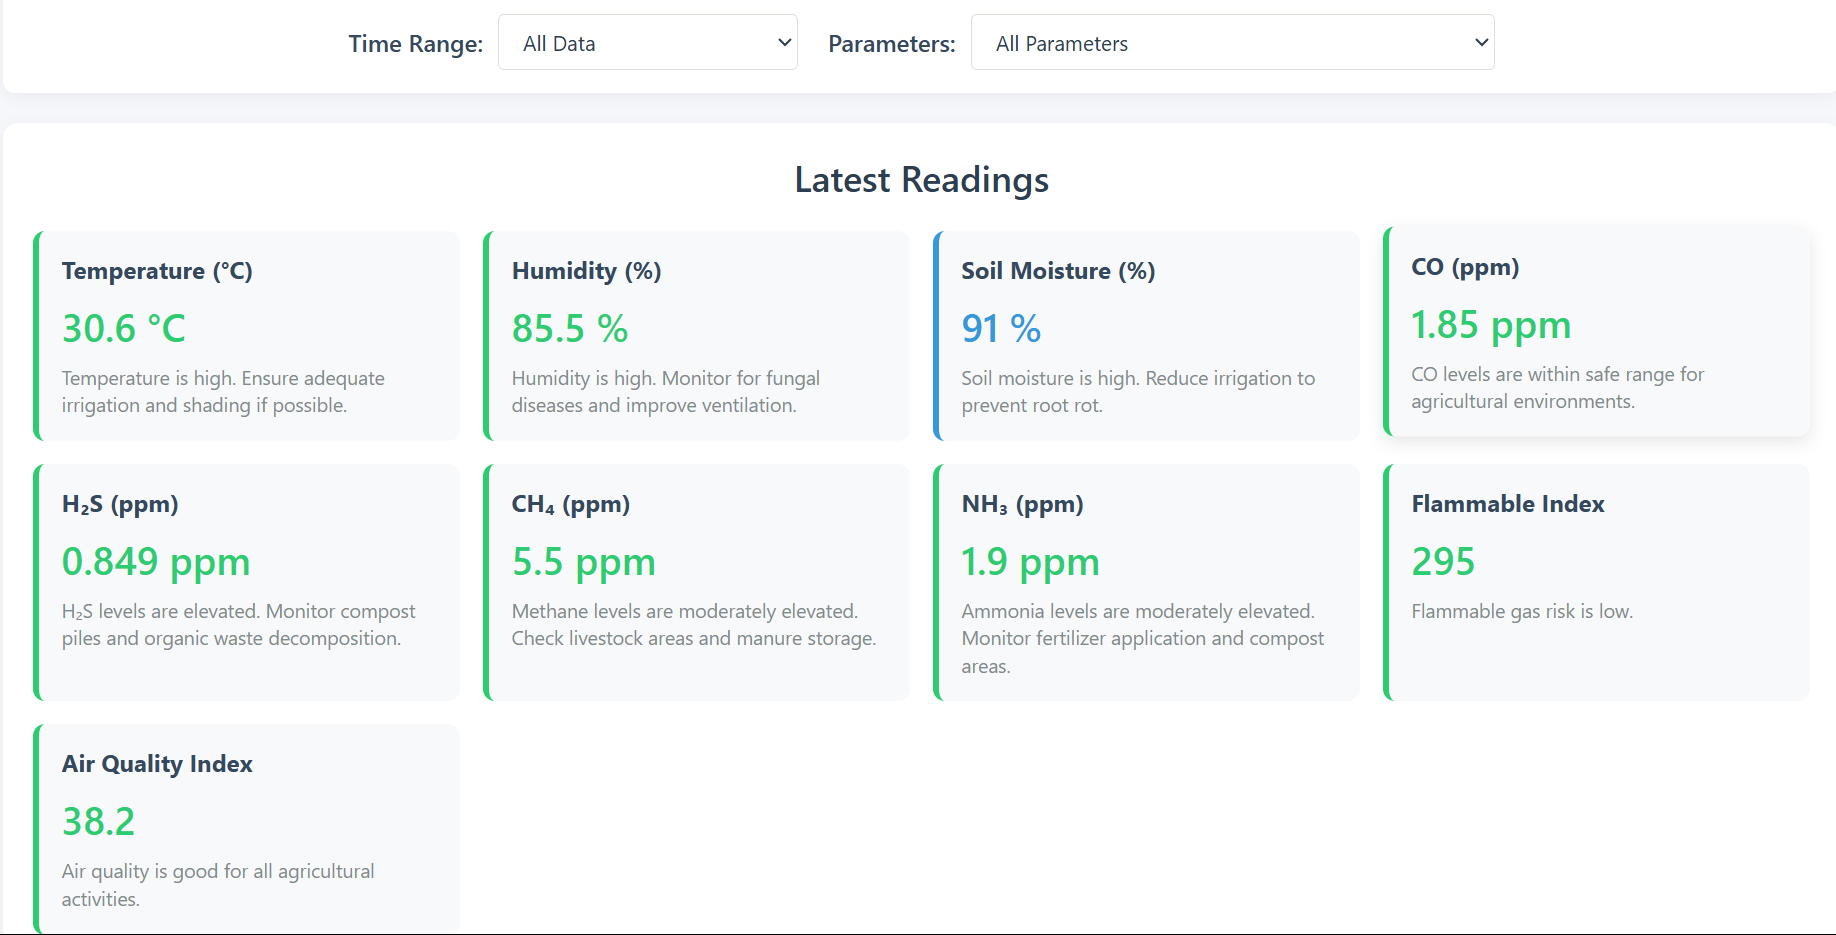 Time Range: All Data Parameters: All Parameters
Latest Readings
Temperature (°C)
30.6 °C
Temperature is high. Ensure adequate
irrigation and shading if possible.
Humidity (%)
85.5 %
Humidity is high. Monitor for fungal
diseases and improve ventilation.
Soil Moisture (%)
91 %
Soil moisture is high. Reduce irrigation to
prevent root rot.
CO (ppm)
1.85 ppm
CO levels are within safe range for
agricultural environments.
H₂S (ppm)
0.849 ppm
H₂S levels are elevated. Monitor compost
piles and organic waste decomposition.
CH₄ (ppm)
5.5 ppm
Methane levels are moderately elevated.
Check livestock areas and manure storage.
NH₃ (ppm)
1.9 ppm
Ammonia levels are moderately elevated.
Monitor fertilizer application and compost
areas.
Flammable Index
295
Flammable gas risk is low.
Air Quality Index
38.2
Air quality is good for all agricultural
activities.